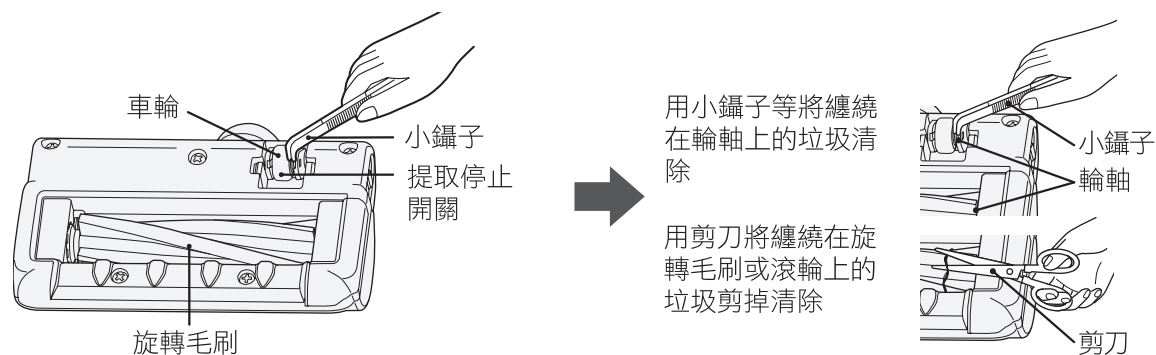 車輪
小鑷子
提取停止
開關
旋轉毛刷
用小鑷子等將纏繞
在輪軸上的垃圾清
除
小鑷子
輪軸
用剪刀將纏繞在旋
轉毛刷或滾輪上的
垃圾剪掉清除
剪刀